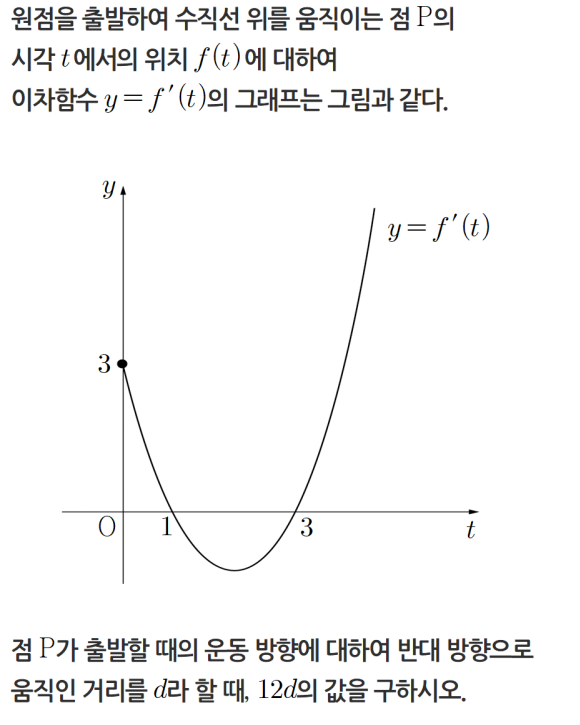 원점을 출발하여 수직선 위를 움직이는 점 P의
시각 t에서의 위치 f(t)에 대하여
이차함수 y=f′(t)의 그래프는 그림과 같다.
y
y=f′(t)
3
O 1 3 t
점 P가 출발할 때의 운동 방향에 대하여 반대 방향으로
움직인 거리를 d라 할 때, 12d의 값을 구하시오.